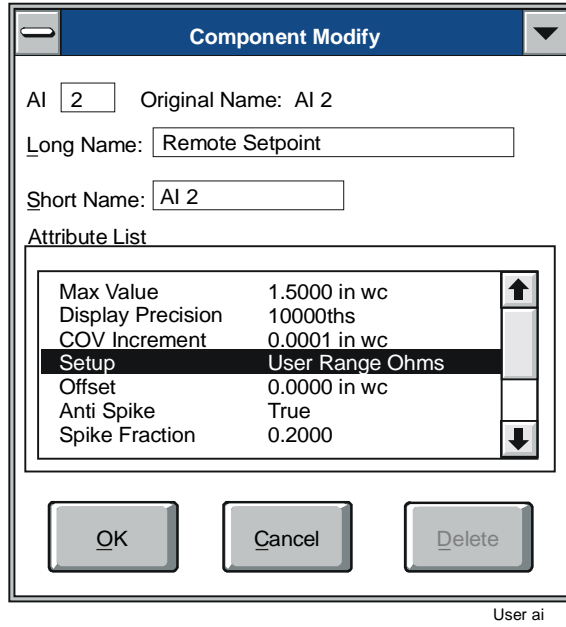 Component Modify
AI 2 Original Name: AI 2
Long Name: Remote Setpoint
Short Name: AI 2
Attribute List
Max Value 1.5000 in wc
Display Precision 10000ths
COV Increment 0.0001 in wc
Setup User Range Ohms
Offset 0.0000 in wc
Anti Spike True
Spike Fraction 0.2000
OK Cancel Delete
User ai